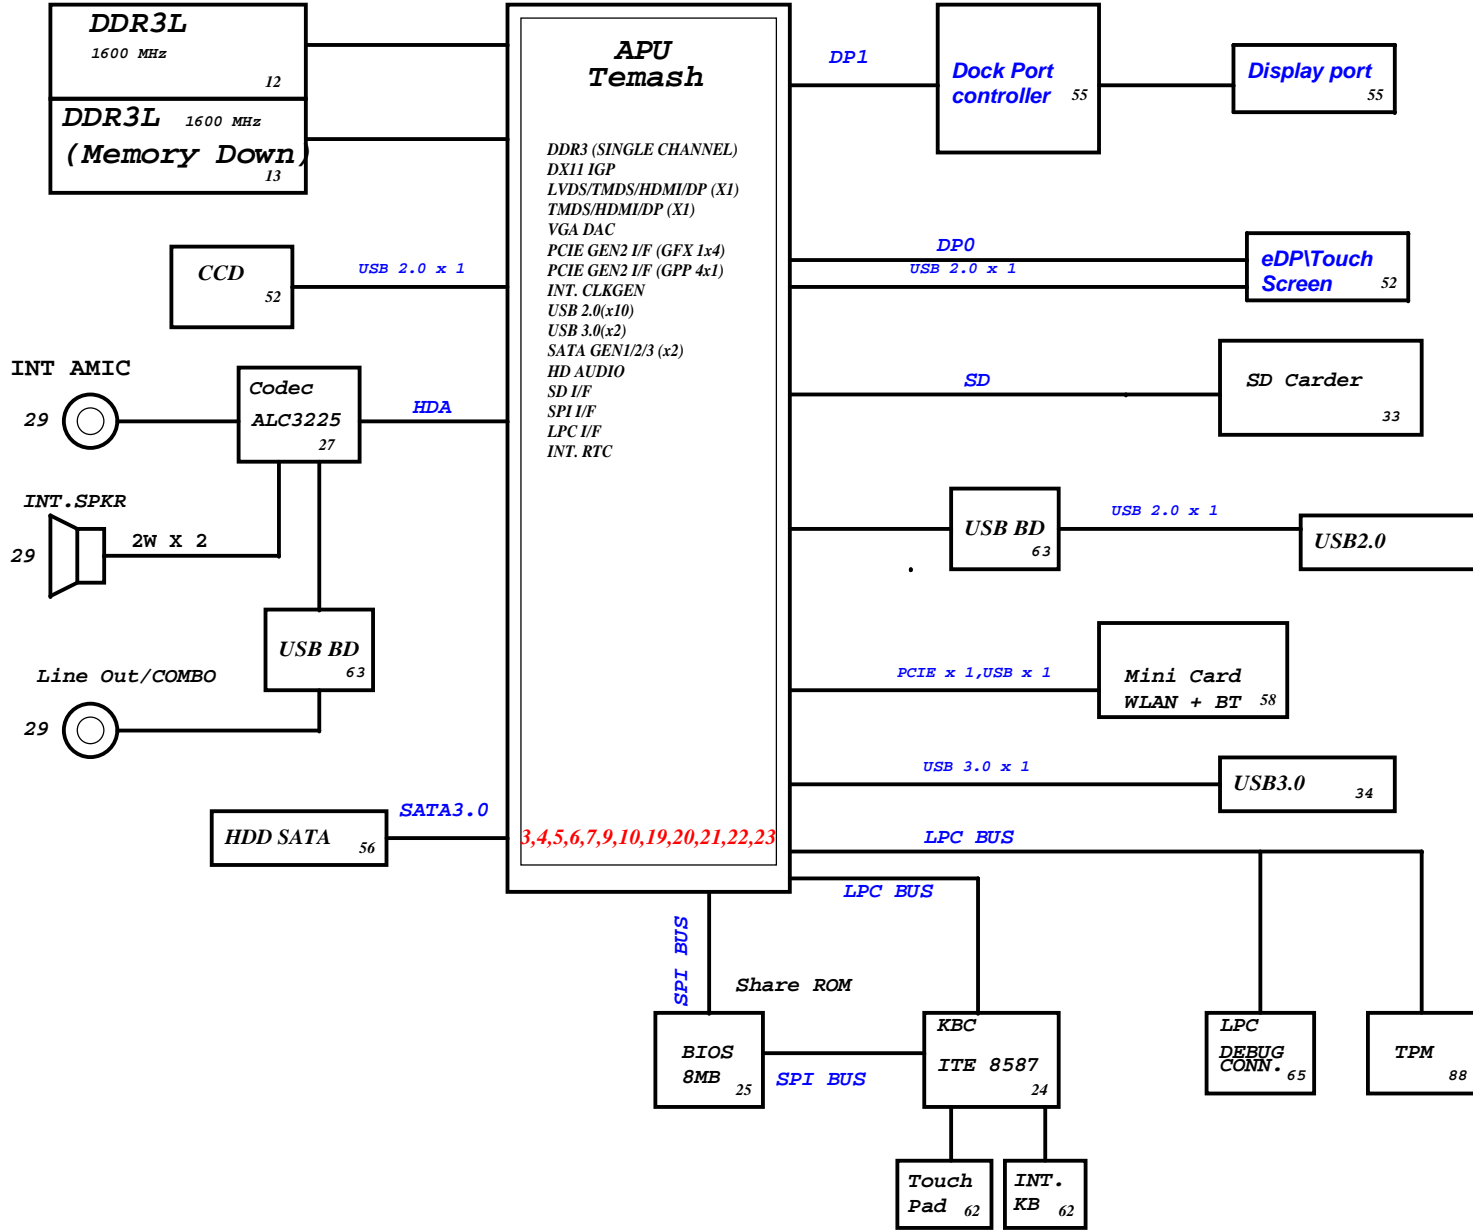 DDR3L
1600 MHz
12
DDR3L 1600 MHz
(Memory Down)
13
CCD
52
USB 2.0 x 1
INT AMIC
29
Codec
ALC3225
27
HDA
INT.SPKR
29
2W X 2
USB BD
63
Line Out/COMBO
29
HDD SATA
56
SATA3.0
APU
Temash
DDR3 (SINGLE CHANNEL)
DX11 IGP
LVDS/TMDS/HDMI/DP (X1)
TMDS/HDMI/DP (X1)
VGA DAC
PCIE GEN2 I/F (GFX 1x4)
PCIE GEN2 I/F (GPP 4x1)
INT. CLKGEN
USB 2.0(x10)
USB 3.0(x2)
SATA GEN1/2/3 (x2)
HD AUDIO
SD I/F
SPI I/F
LPC I/F
INT. RTC
3,4,5,6,7,9,10,19,20,21,22,23
DP1
Dock Port
controller 55
Display port
55
DP0
USB 2.0 x 1
eDP\Touch
Screen 52
SD
SD Carder
33
USB BD
63
USB 2.0 x 1
USB2.0
PCIE x 1,USB x 1
Mini Card
WLAN + BT 58
USB 3.0 x 1
USB3.0 34
LPC BUS
LPC BUS
SPI BUS
Share ROM
BIOS
8MB 25
SPI BUS
KBC
ITE 8587
24
LPC
DEBUG
CONN. 65
TPM
88
Touch
Pad 62
INT.
KB 62